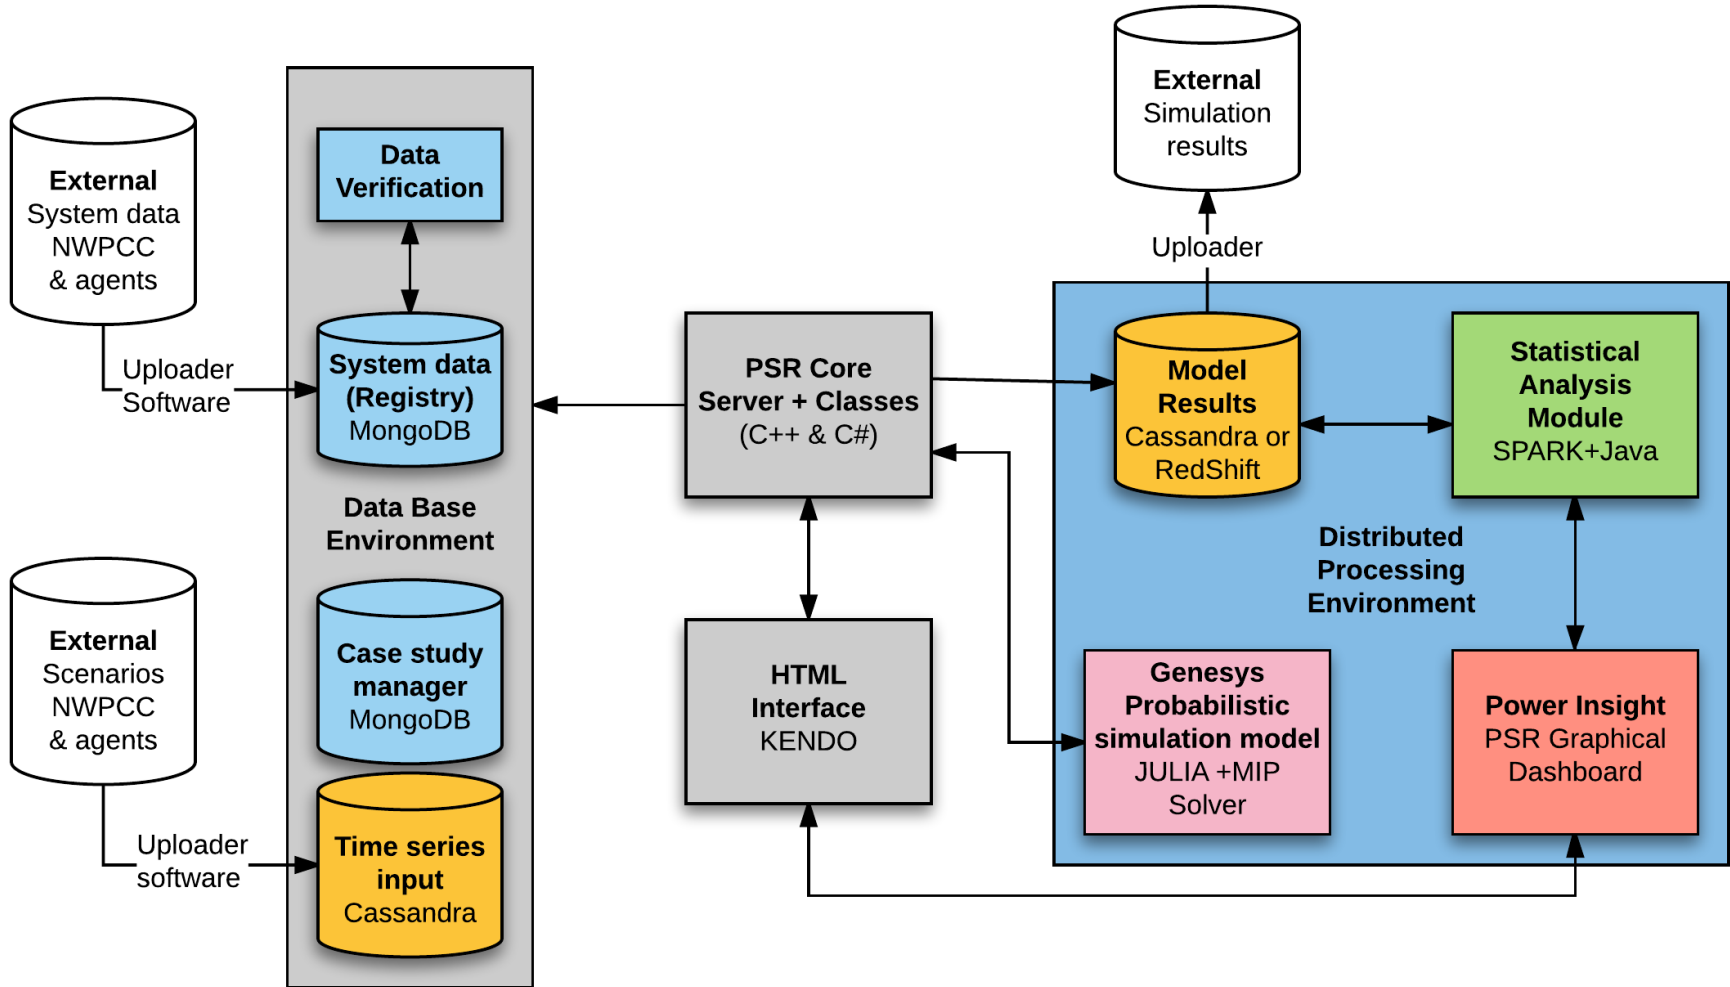 External
System data
NWPCC
& agents
Uploader
Software
External
Scenarios
NWPCC
& agents
Uploader
software
Data
Verification
System data
(Registry)
MongoDB
Data Base
Environment
Case study
manager
MongoDB
Time series
input
Cassandra
PSR Core
Server + Classes
(C++ & C#)
HTML
Interface
KENDO
External
Simulation
results
Uploader
Model
Results
Cassandra or
RedShift
Statistical
Analysis
Module
SPARK+Java
Distributed
Processing
Environment
Genesys
Probabilistic
simulation model
JULIA +MIP
Solver
Power Insight
PSR Graphical
Dashboard